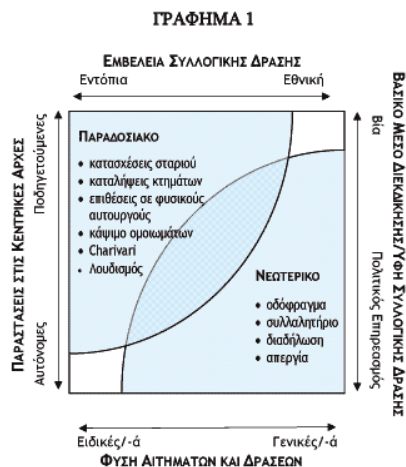 ΓΡΑΦΗΜΑ 1
ΕΜΒΕΛΕΙΑ ΣΥΛΛΟΓΙΚΗΣ ΔΡΑΣΗΣ
Εντόπια
Εθνική
ΠΑΡΑΣΤΑΣΕΙΣ ΣΤΙΣ ΚΕΝΤΡΙΚΕΣ ΑΡΧΕΣ
Ποδηγετούμενες
Αυτόνομες
ΠΑΡΑΔΟΣΙΑΚΟ
• κατασχέσεις σταριού
• καταλήψεις κτημάτων
• επιθέσεις σε φυσικούς
αυτουργούς
• κάψιμο ομοιωμάτων
• Charivari
• Λουδισμός
ΝΕΩΤΕΡΙΚΟ
• οδόφραγμα
• συλλαλητήριο
• διαδήλωση
• απεργία
Βία
Πολιτικός Επηρεασμός
ΒΑΣΙΚΟ ΜΕΣΟ ΔΙΕΚΔΙΚΗΣΗΣ/ΥΦΗ ΣΥΛΛΟΓΙΚΗΣ ΔΡΑΣΗΣ
Ειδικές/-ά
Γενικές/-ά
ΦΥΣΗ ΑΙΤΗΜΑΤΩΝ ΚΑΙ ΔΡΑΣΕΩΝ